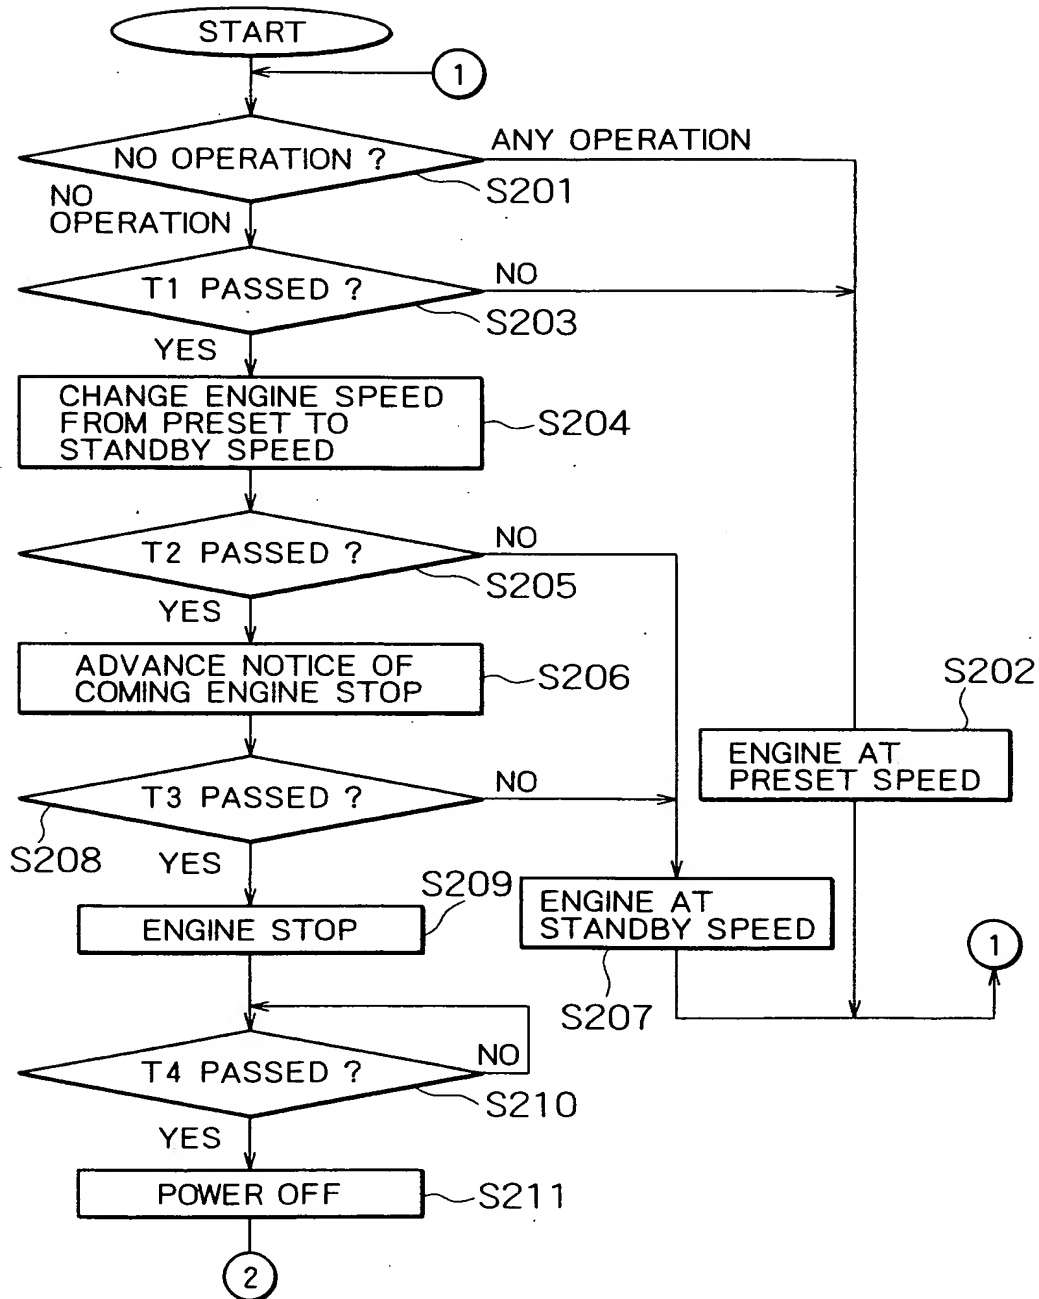 START
1
NO OPERATION ?
ANY OPERATION
S201
NO
OPERATION
T1 PASSED ?
NO
S203
YES
CHANGE ENGINE SPEED
FROM PRESET TO
STANDBY SPEED
S204
T2 PASSED ?
NO
S205
YES
ADVANCE NOTICE OF
COMING ENGINE STOP
S206
S202
ENGINE AT
PRESET SPEED
T3 PASSED ?
NO
S208
YES
S209
ENGINE STOP
ENGINE AT
STANDBY SPEED
S207
1
T4 PASSED ?
NO
S210
YES
POWER OFF
S211
2